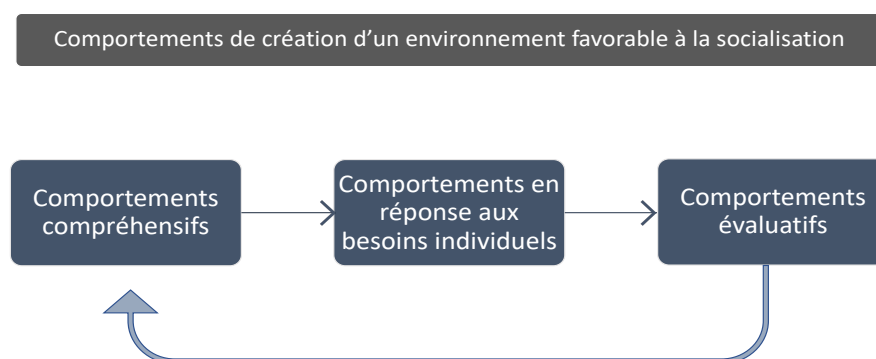 Comportements de création d’un environnement favorable à la socialisation
Comportements
compréhensifs
Comportements en
réponse aux
besoins individuels
Comportements
évaluatifs